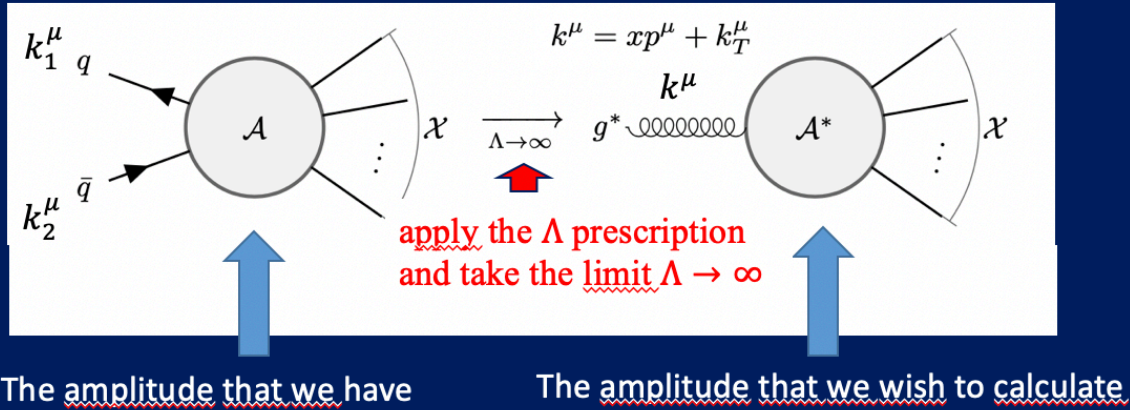 k₁^μ q
k^μ = xp^μ + k_T^μ
k^μ
A
X
Λ→∞
g*
A*
X
k₂^μ q̄
apply the Λ prescription
and take the limit Λ → ∞
The amplitude that we have
The amplitude that we wish to calculate